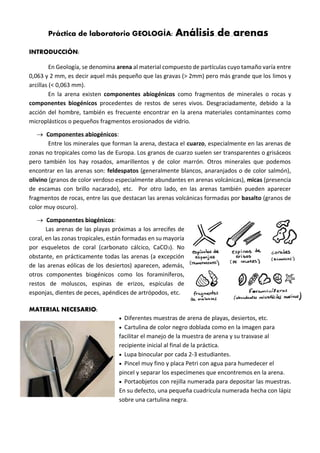 Práctica de laboratorio GEOLOGÍA: Análisis de arenas
INTRODUCCIÓN:
En Geología, se denomina arena al material compuesto de partículas cuyo tamaño varía entre
0,063 y 2 mm, es decir aquel más pequeño que las gravas (> 2mm) pero más grande que los limos y
arcillas (< 0,063 mm).
En la arena existen componentes abiogénicos como fragmentos de minerales o rocas y
componentes biogénicos procedentes de restos de seres vivos. Desgraciadamente, debido a la
acción del hombre, también es frecuente encontrar en la arena materiales contaminantes como
microplásticos o pequeños fragmentos erosionados de vidrio.
→ Componentes abiogénicos:
Entre los minerales que forman la arena, destaca el cuarzo, especialmente en las arenas de
zonas no tropicales como las de Europa. Los granos de cuarzo suelen ser transparentes o grisáceos
pero también los hay rosados, amarillentos y de color marrón. Otros minerales que podemos
encontrar en las arenas son: feldespatos (generalmente blancos, anaranjados o de color salmón),
olivino (granos de color verdoso especialmente abundantes en arenas volcánicas), micas (presencia
de escamas con brillo nacarado), etc. Por otro lado, en las arenas también pueden aparecer
fragmentos de rocas, entre las que destacan las arenas volcánicas formadas por basalto (granos de
color muy oscuro).
→ Componentes biogénicos:
Las arenas de las playas próximas a los arrecifes de
coral, en las zonas tropicales, están formadas en su mayoría
por esqueletos de coral (carbonato cálcico, CaCO₃). No
obstante, en prácticamente todas las arenas (a excepción
de las arenas eólicas de los desiertos) aparecen, además,
otros componentes biogénicos como los foraminíferos,
restos de moluscos, espinas de erizos, espículas de
esponjas, dientes de peces, apéndices de artrópodos, etc.
espículas de
esponjas
Espinas de
erizos
corales
fragmentos
de moluscos
Foraminíferos
MATERIAL NECESARIO:
• Diferentes muestras de arena de playas, desiertos, etc.
• Cartulina de color negro doblada como en la imagen para
facilitar el manejo de la muestra de arena y su trasvase al
recipiente inicial al final de la práctica.
• Lupa binocular por cada 2-3 estudiantes.
• Pincel muy fino y placa Petri con agua para humedecer el
pincel y separar los especímenes que encontremos en la arena.
• Portaobjetos con rejilla numerada para depositar las muestras.
En su defecto, una pequeña cuadrícula numerada hecha con lápiz
sobre una cartulina negra.